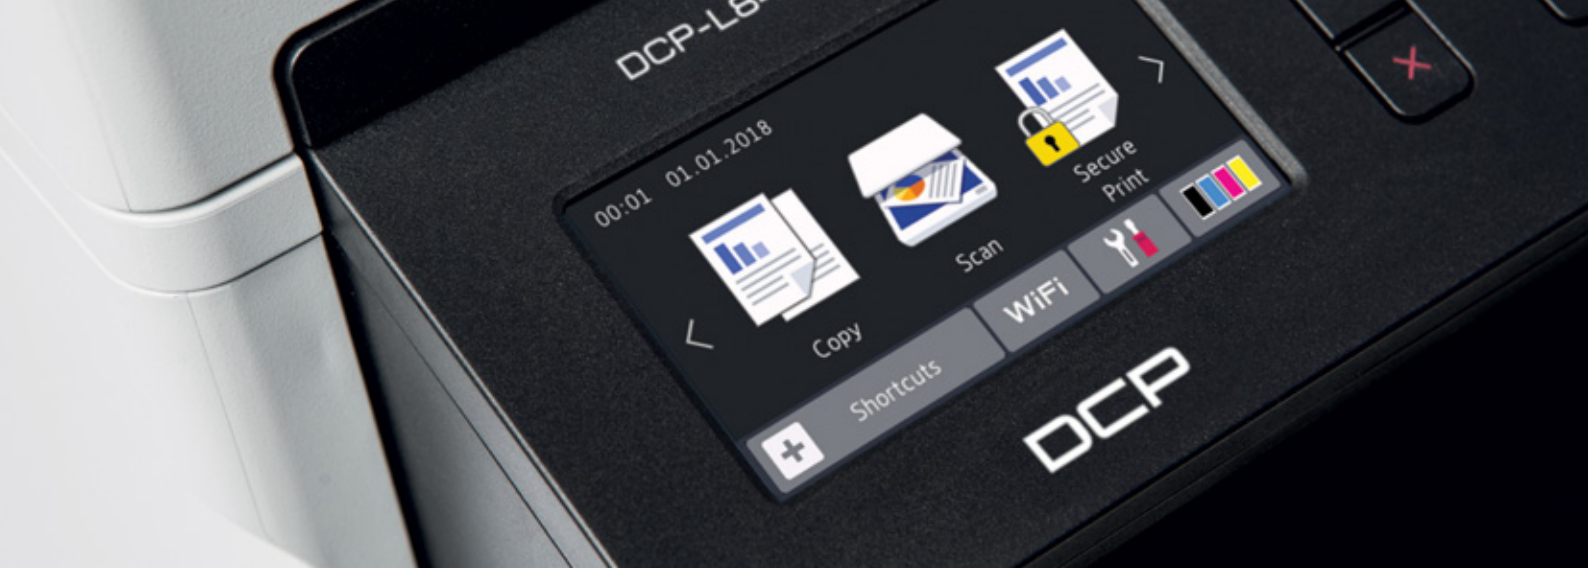 DCP-L8
00:01 01.01.2018
Secure
Print
Scan
Copy
WiFi
Shortcuts
DCP